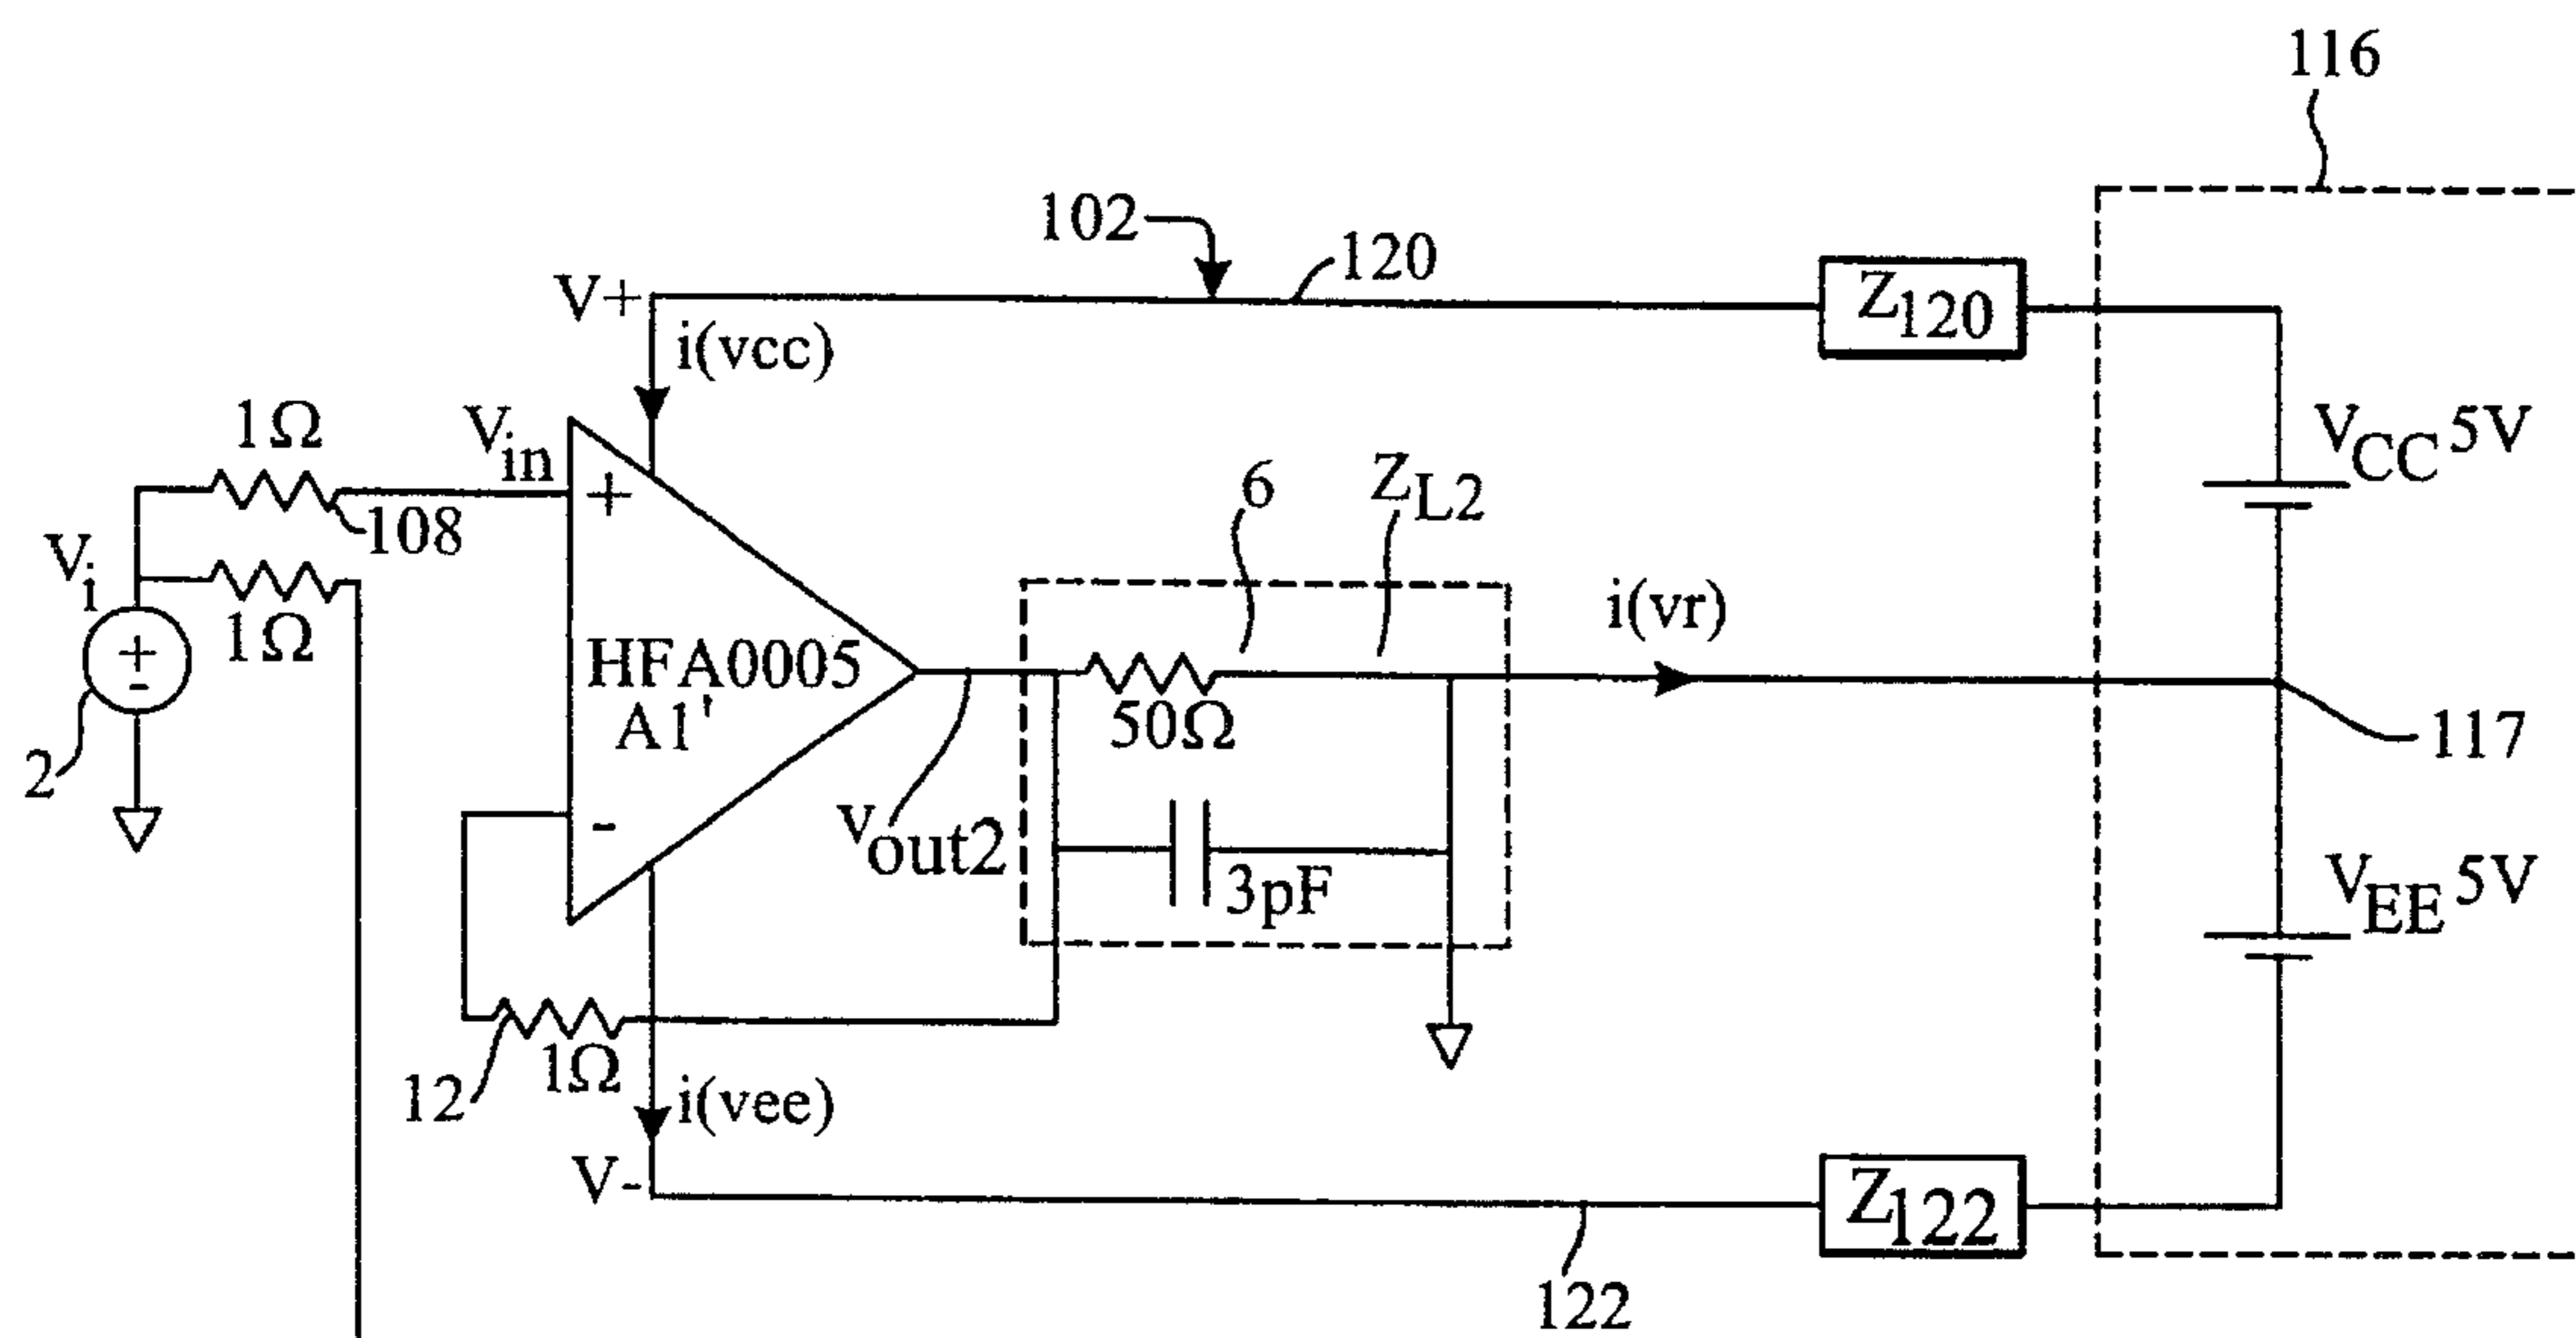 116
102
120
V+
Z120
i(vcc)
1Ω
Vin
VCC 5V
+
6
ZL2
108
Vi
i(vr)
1Ω
+
-
HFA0005
A1'
50Ω
117
2
-
vout2
3pF
VEE 5V
12
1Ω
i(vee)
V-
Z122
122